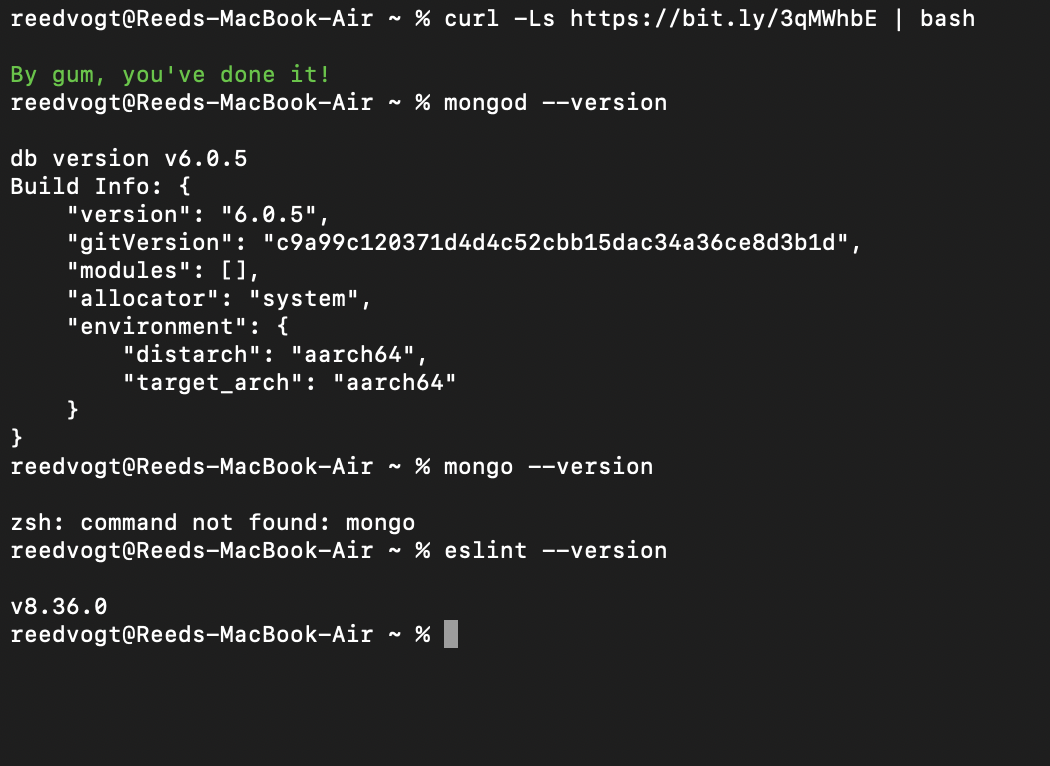 reedvogt@Reeds-MacBook-Air ~ % curl -Ls https://bit.ly/3qMWhbE | bash
By gum, you've done it!
reedvogt@Reeds-MacBook-Air ~ % mongod --version
db version v6.0.5
Build Info: {
    "version": "6.0.5",
    "gitVersion": "c9a99c120371d4d4c52cbb15dac34a36ce8d3b1d",
    "modules": [],
    "allocator": "system",
    "environment": {
        "distarch": "aarch64",
        "target_arch": "aarch64"
    }
}
reedvogt@Reeds-MacBook-Air ~ % mongo --version
zsh: command not found: mongo
reedvogt@Reeds-MacBook-Air ~ % eslint --version
v8.36.0
reedvogt@Reeds-MacBook-Air ~ %